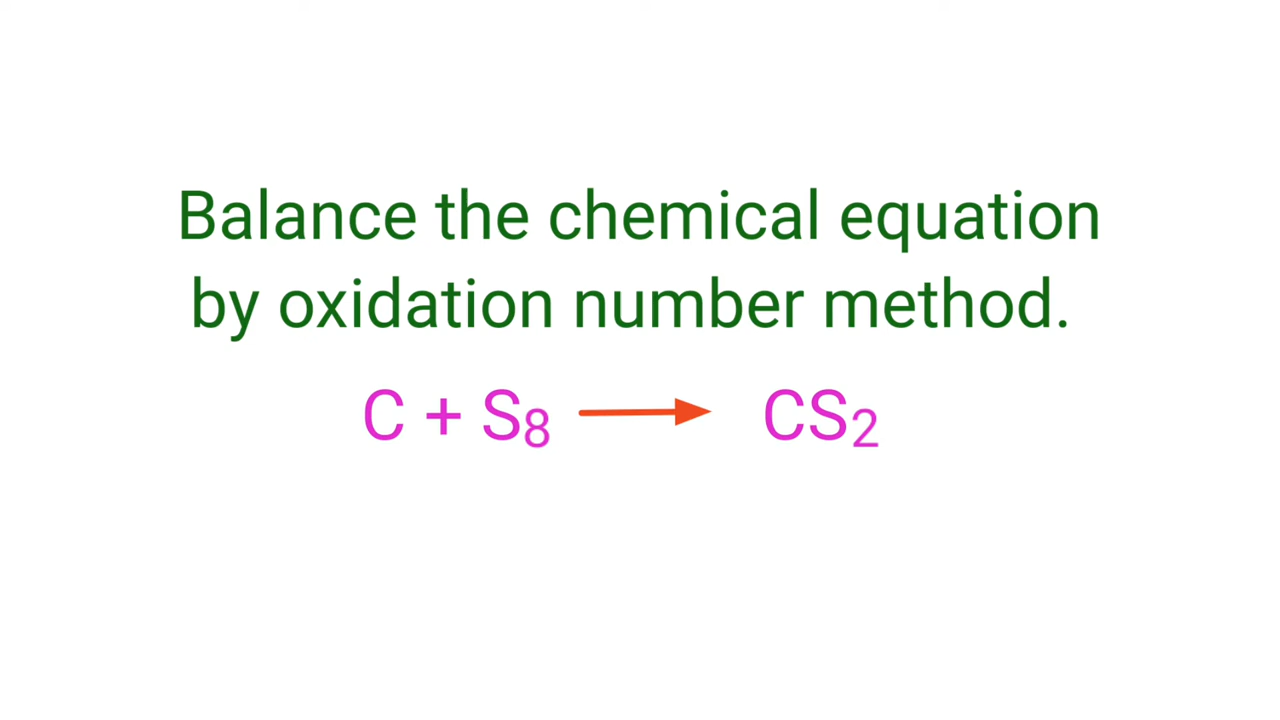 Balance the chemical equation
by oxidation number method.
C + S₈ → CS₂